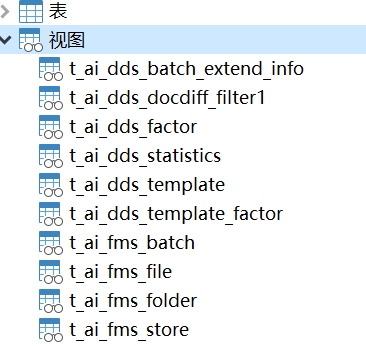 表
视图
t_ai_dds_batch_extend_info
t_ai_dds_docdiff_filter1
t_ai_dds_factor
t_ai_dds_statistics
t_ai_dds_template
t_ai_dds_template_factor
t_ai_fms_batch
t_ai_fms_file
t_ai_fms_folder
t_ai_fms_store